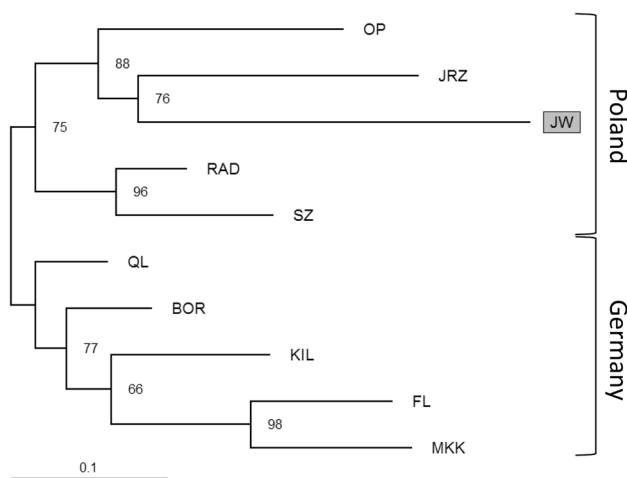 OP
88
JRZ
76
JW
75
RAD
96
SZ
Poland
QL
BOR
77
KIL
66
FL
98
MKK
Germany
0.1